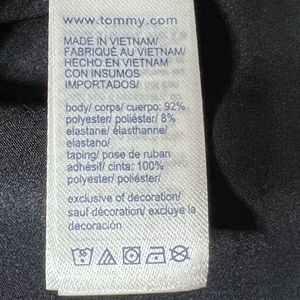 www.tommy.com
MADE IN VIETNAM/
FABRIQUÉ AU VIETNAM/
HECHO EN VIETNAM
CON INSUMOS
IMPORTADOS/
body/ corps/ cuerpo: 92%
polyester/ poliéster/ 8%
elastane/ élasthanne/
elastano/
taping/ pose de ruban
adhésif/ cinta: 100%
polyester/ poliéster/
exclusive of decoration/
sauf décoration/ excluye la
decoración